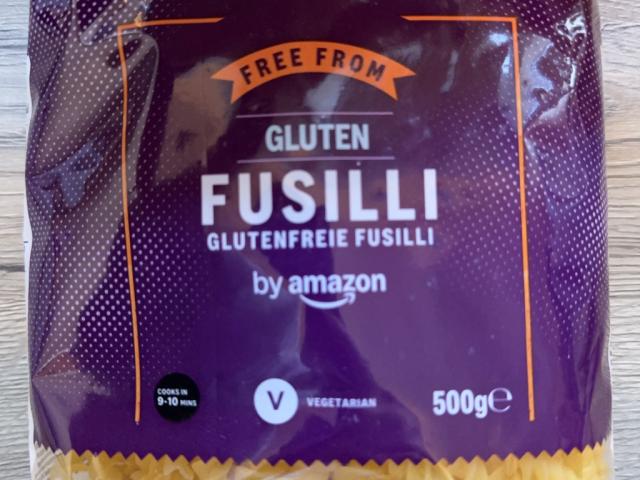 FREE FROM
GLUTEN
FUSILLI
GLUTENFREIE FUSILLI
by amazon
COOKS IN
9-10 MINS
V VEGETARIAN
500g℮